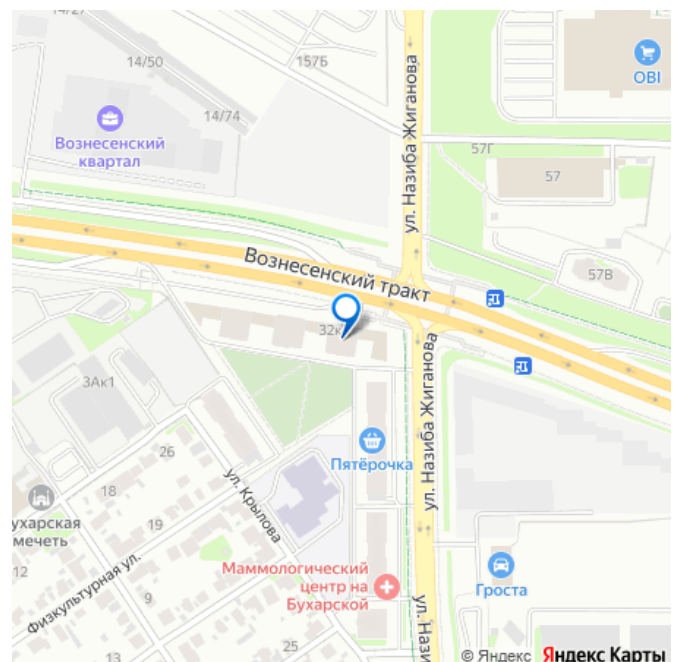 14/27
14/50
157Б
14/74
OBI
Вознесенский
квартал
ул. Назиба Жиганова
57Г
57
57В
Вознесенский тракт
32к
3Ак1
ул. Назиба Жиганова
Пятёрочка
26
18
ул. Крылова
19
ухарская
мечеть
12
Физкультурная ул.
9
Маммологический
центр на
Бухарской
Гроста
13
25
ул. Нази
© Яндекс Яндекс Карты